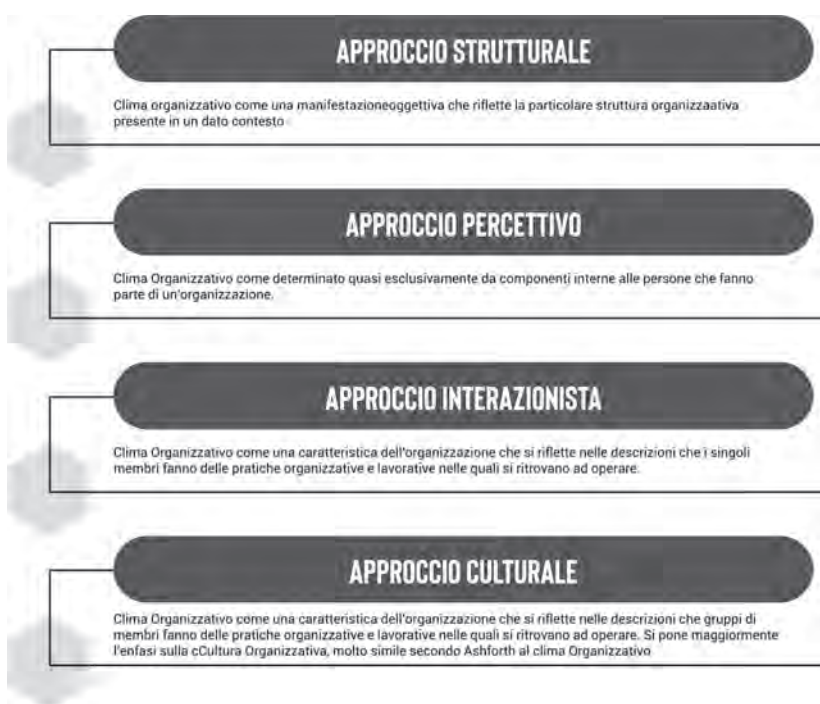 APPROCCIO STRUTTURALE
Clima organizzativo come una manifestazioneoggettiva che riflette la particolare struttura organizzaativa
presente in un dato contesto
APPROCCIO PERCETTIVO
Clima Organizzativo come determinato quasi esclusivamente da componenti interne alle persone che fanno
parte di un'organizzazione.
APPROCCIO INTERAZIONISTA
Clima Organizzativo come una caratteristica dell'organizzazione che si riflette nelle descrizioni che i singoli
membri fanno delle pratiche organizzative e lavorative nelle quali si ritrovano ad operare.
APPROCCIO CULTURALE
Clima Organizzativo come una caratteristica dell'organizzazione che si riflette nelle descrizioni che gruppi di
membri fanno delle pratiche organizzative e lavorative nelle quali si ritrovano ad operare. Si pone maggiormente
l'enfasi sulla cCultura Organizzativa, molto simile secondo Ashforth al clima Organizzativo